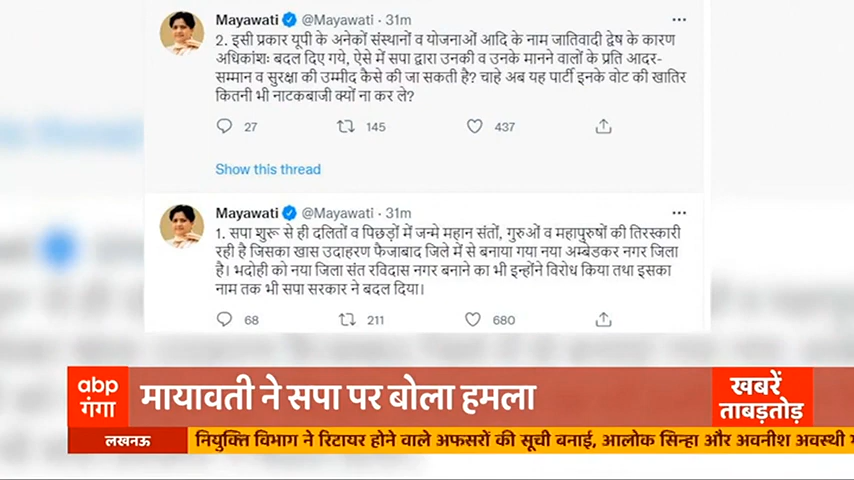 Mayawati @Mayawati · 31m
2. इसी प्रकार यूपी के अनेकों संस्थानों व योजनाओं आदि के नाम जातिवादी द्वेष के कारण
अधिकांशः बदल दिए गये, ऐसे में सपा द्वारा उनकी व उनके मानने वालों के प्रति आदर-
सम्मान व सुरक्षा की उम्मीद कैसे की जा सकती है? चाहे अब यह पार्टी इनके वोट की खातिर
कितनी भी नाटकबाजी क्यों ना कर ले?
27 145 437
Show this thread
Mayawati @Mayawati · 31m
1. सपा शुरू से ही दलितों व पिछड़ों में जन्मे महान संतों, गुरुओं व महापुरुषों की तिरस्कारी
रही है जिसका खास उदाहरण फैजाबाद जिले में से बनाया गया नया अम्बेडकर नगर जिला
है। भदोही को नया जिला संत रविदास नगर बनाने का भी इन्होंने विरोध किया तथा इसका
नाम तक भी सपा सरकार ने बदल दिया।
68 211 680
abp
गंगा
मायावती ने सपा पर बोला हमला
खबरें
ताबड़तोड़
लखनऊ
नियुक्ति विभाग ने रिटायर होने वाले अफसरों की सूची बनाई, आलोक सिन्हा और अवनीश अवस्थी